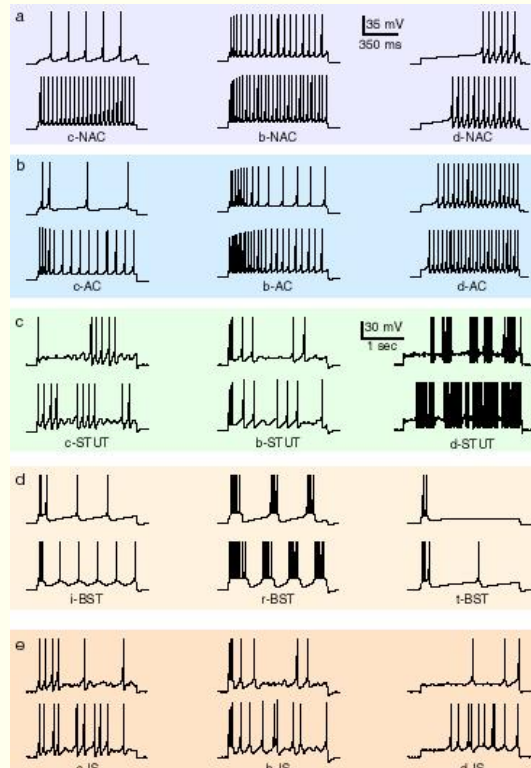 a
35 mV
350 ms
c-NAC
b-NAC
d-NAC
b
c-AC
b-AC
d-AC
c
30 mV
1 sec
c-STUT
b-STUT
d-STUT
d
i-BST
r-BST
t-BST
e